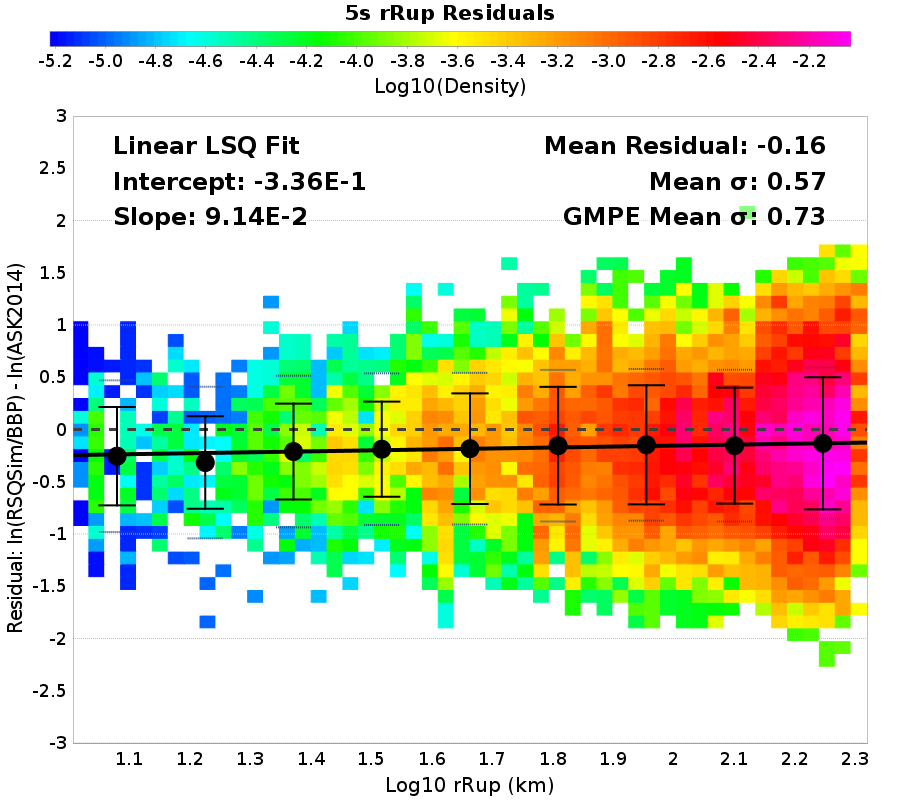 5s rRup Residuals
-5.2 -5.0 -4.8 -4.6 -4.4 -4.2 -4.0 -3.8 -3.6 -3.4 -3.2 -3.0 -2.8 -2.6 -2.4 -2.2
Log10(Density)
Linear LSQ Fit
Intercept: -3.36E-1
Slope: 9.14E-2
Mean Residual: -0.16
Mean σ: 0.57
GMPE Mean σ: 0.73
Residual: ln(RSQSim/BBP) - ln(ASK2014)
3
2.5
2
1.5
1
0.5
0
-0.5
-1
-1.5
-2
-2.5
-3
1.1 1.2 1.3 1.4 1.5 1.6 1.7 1.8 1.9 2 2.1 2.2 2.3
Log10 rRup (km)